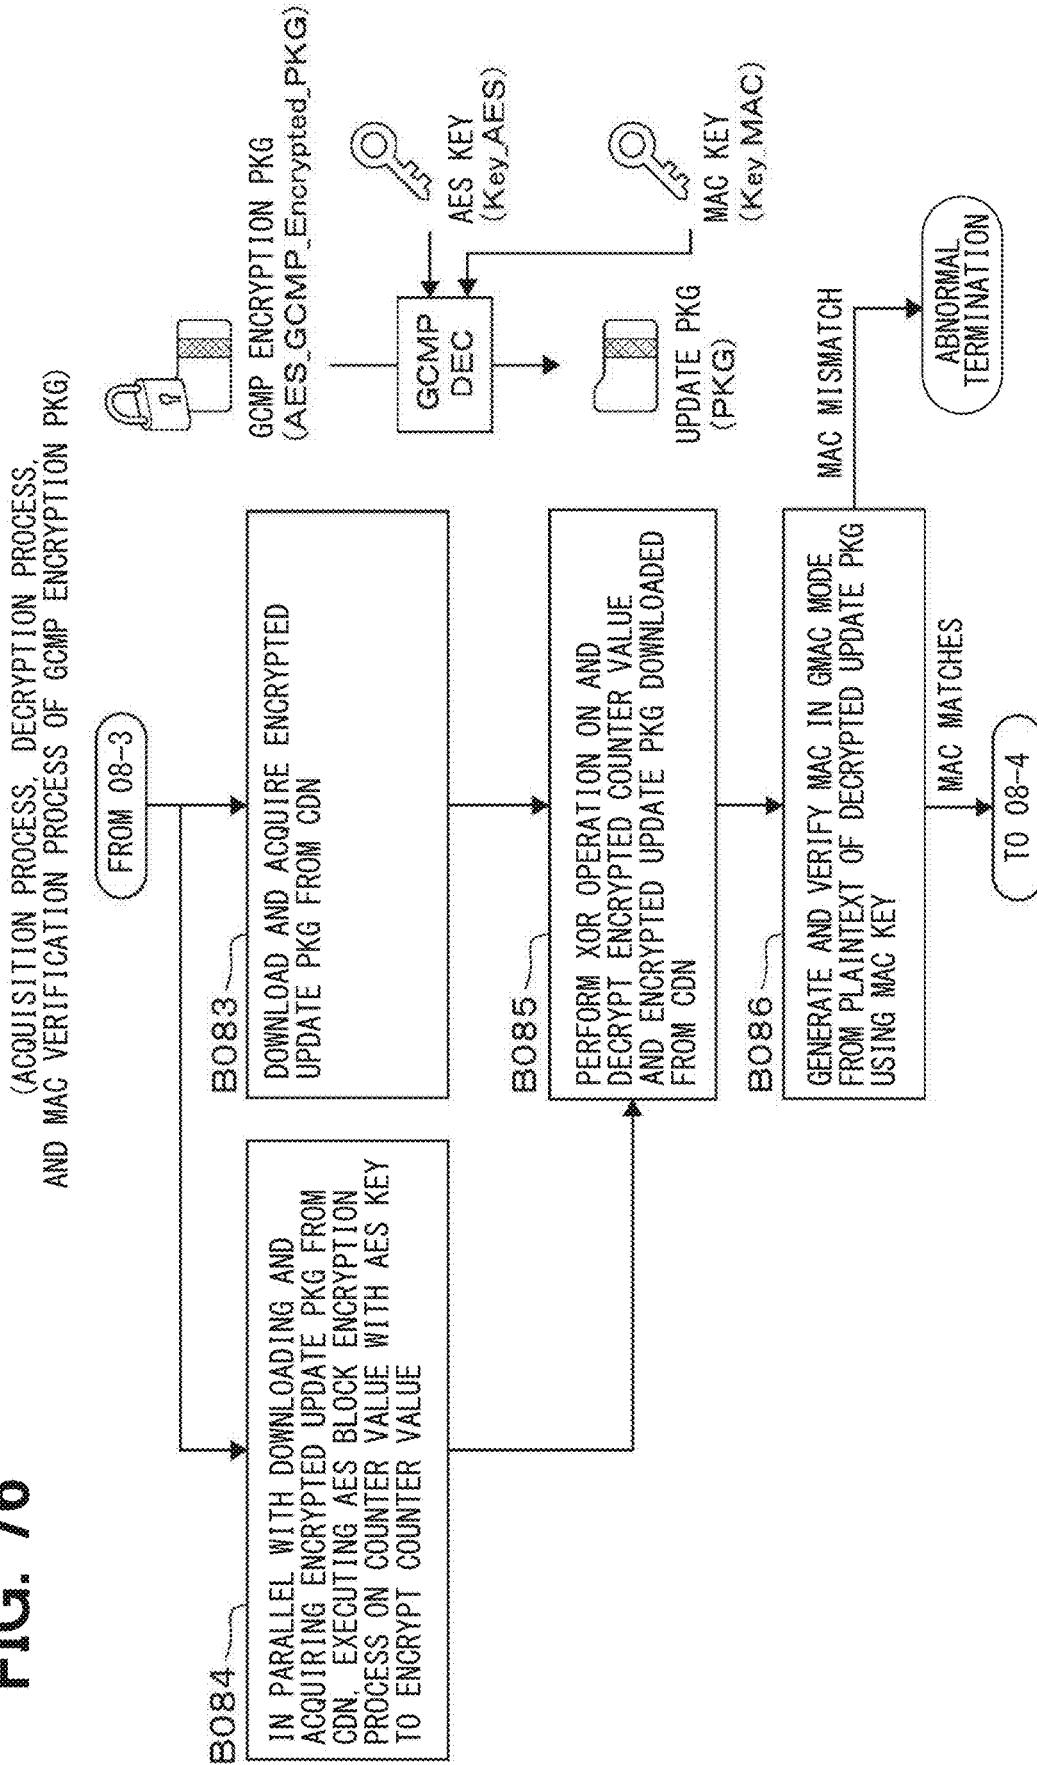 FIG. 76
(ACQUISITION PROCESS, DECRYPTION PROCESS,
AND MAC VERIFICATION PROCESS OF GCMP ENCRYPTION PKG)
FROM 08-3
B084
IN PARALLEL WITH DOWNLOADING AND
ACQUIRING ENCRYPTED UPDATE PKG FROM
CDN, EXECUTING AES BLOCK ENCRYPTION
PROCESS ON COUNTER VALUE WITH AES KEY
TO ENCRYPT COUNTER VALUE
B083
DOWNLOAD AND ACQUIRE ENCRYPTED
UPDATE PKG FROM CDN
B085
PERFORM XOR OPERATION ON AND
DECRYPT ENCRYPTED COUNTER VALUE
AND ENCRYPTED UPDATE PKG DOWNLOADED
FROM CDN
B086
GENERATE AND VERIFY MAC IN GMAC MODE
FROM PLAINTEXT OF DECRYPTED UPDATE PKG
USING MAC KEY
MAC MATCHES
TO 08-4
MAC MISMATCH
ABNORMAL
TERMINATION
GCMP ENCRYPTION PKG
(AES_GCMP_Encrypted_PKG)
GCMP
DEC
AES KEY
(Key_AES)
MAC KEY
(Key_MAC)
UPDATE PKG
(PKG)